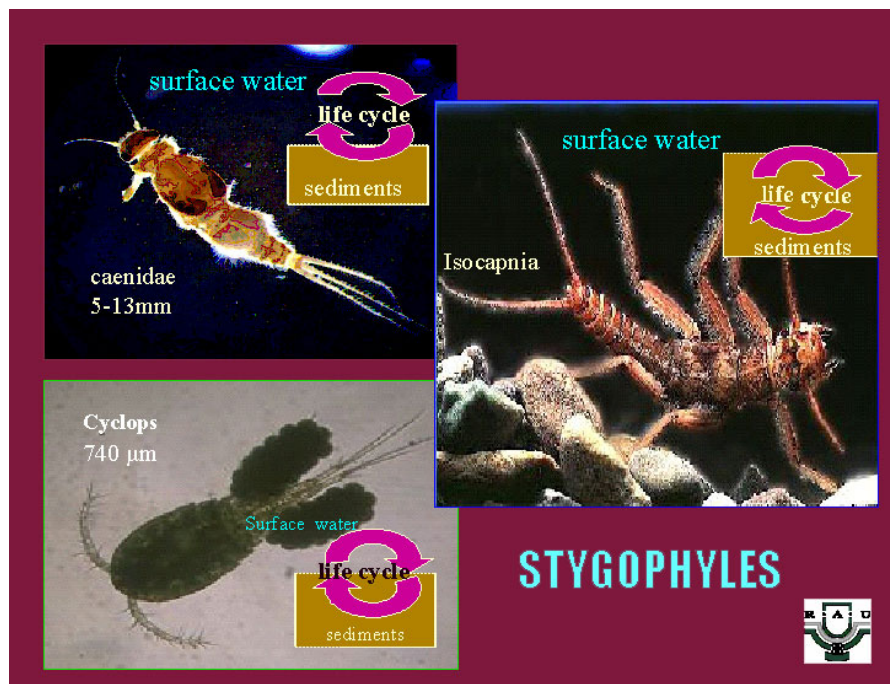 surface water
life cycle
sediments
caenidae
5-13mm
surface water
life cycle
sediments
Isocapnia
Cyclops
740 µm
Surface water
life cycle
sediments
STYGOPHYLES
R A U